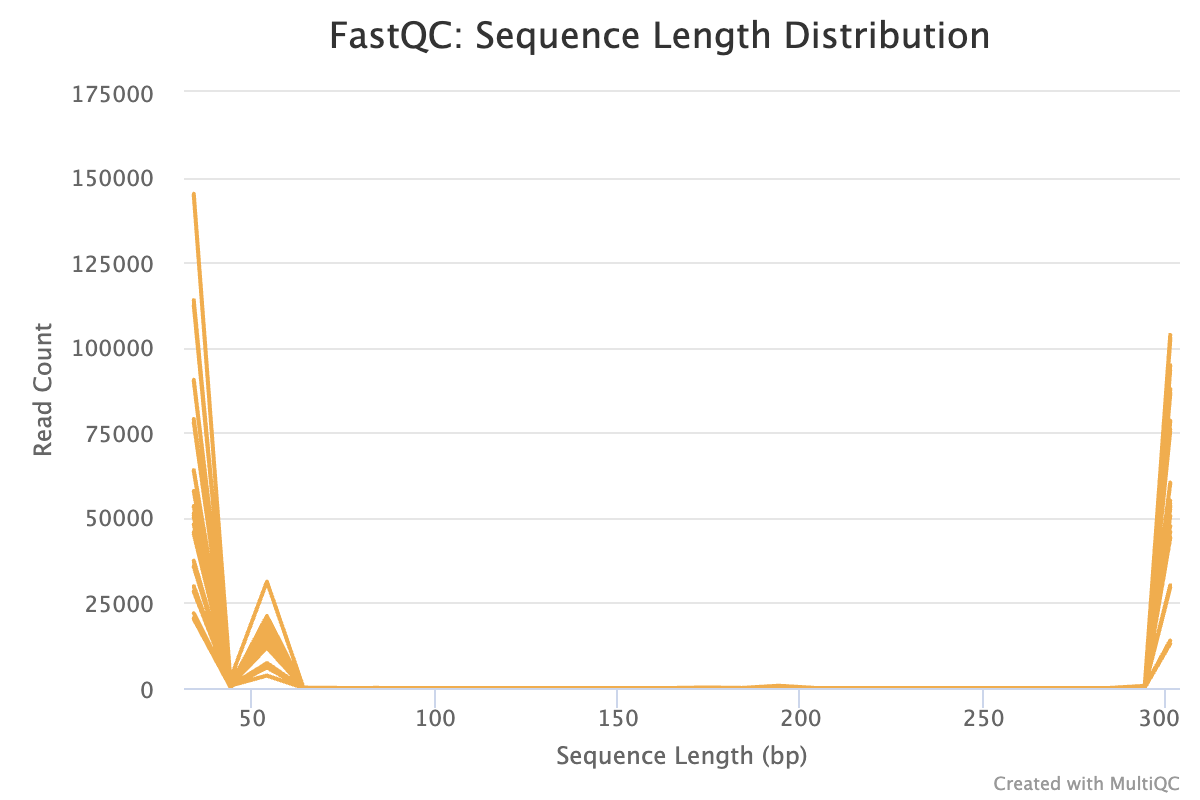 FastQC: Sequence Length Distribution
175000
150000
125000
100000
75000
50000
25000
0
Read Count
50 100 150 200 250 300
Sequence Length (bp)
Created with MultiQC